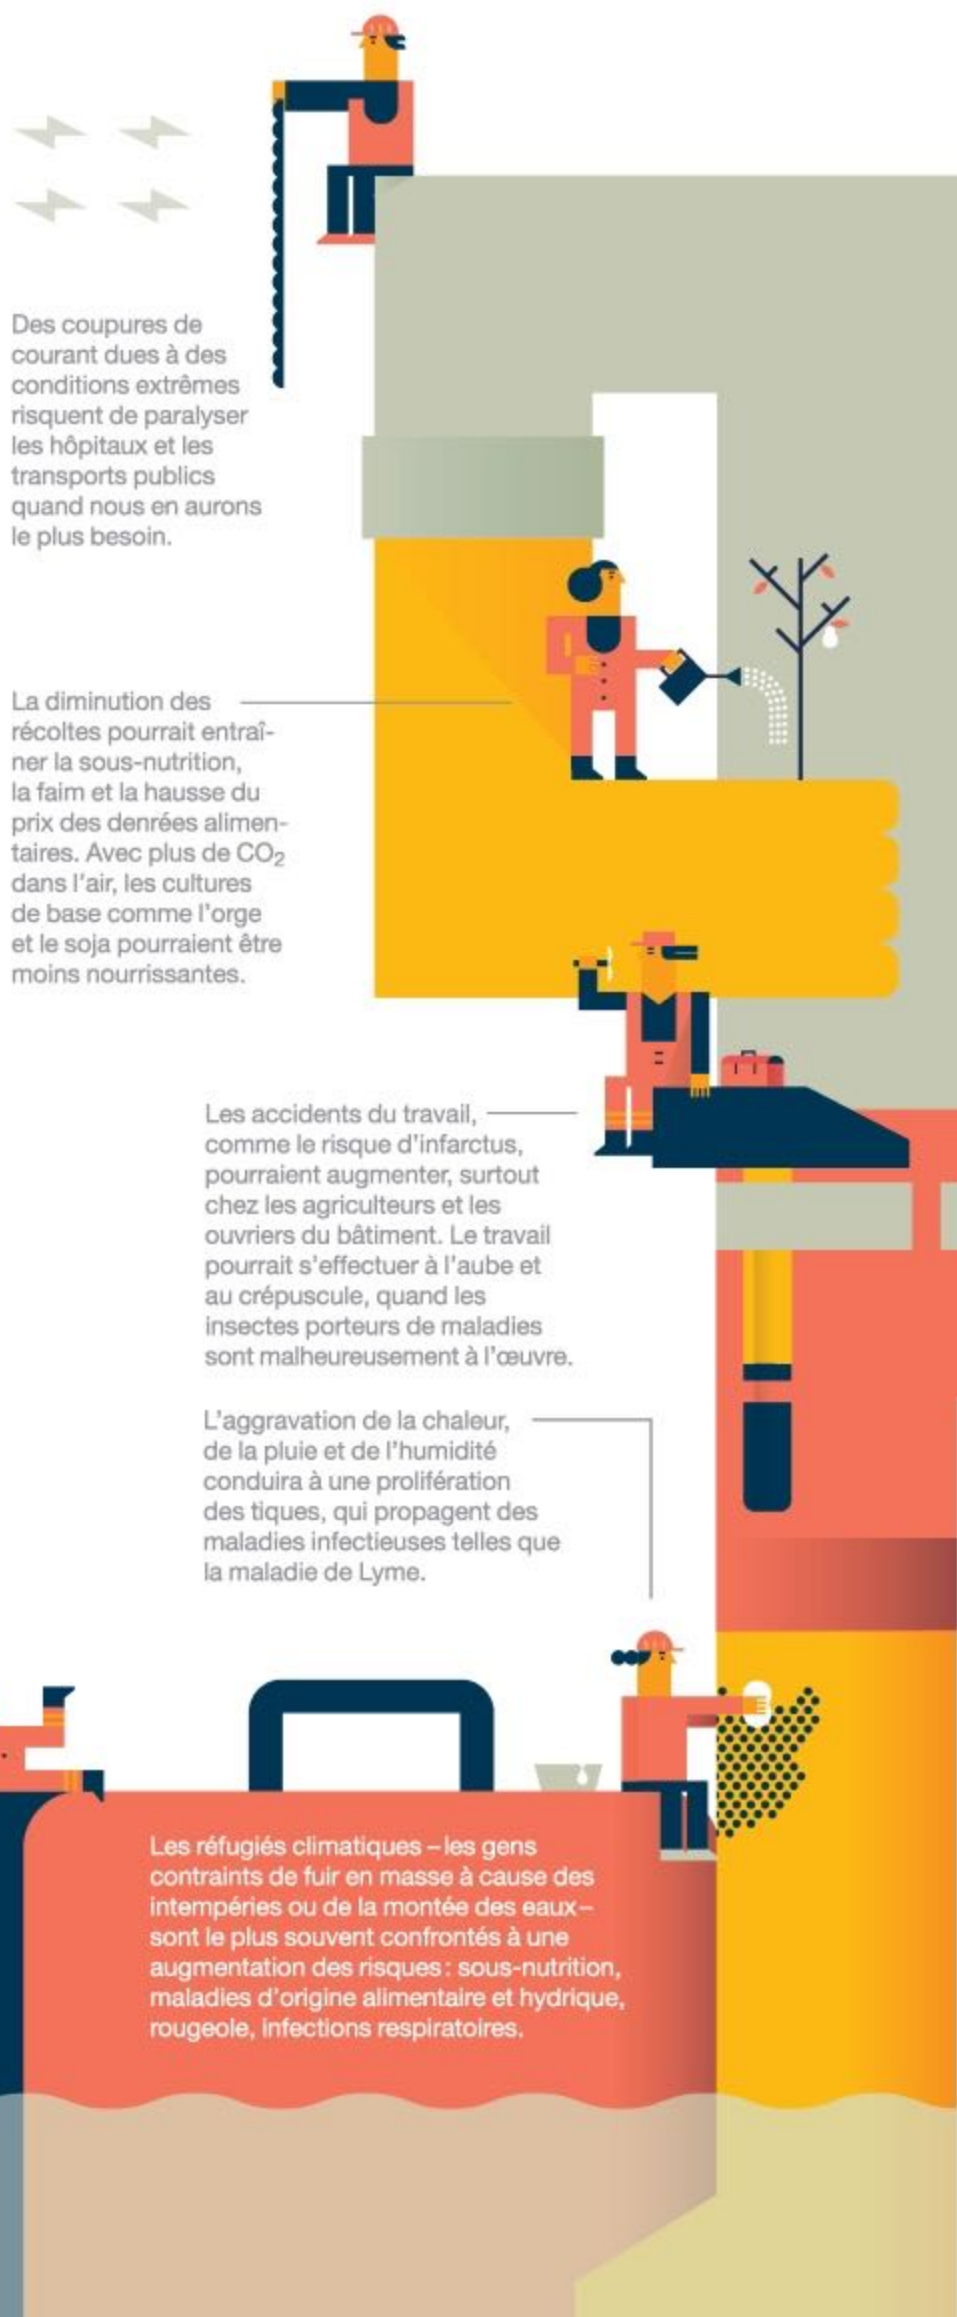 Des coupures de
courant dues à des
conditions extrêmes
risquent de paralyser
les hôpitaux et les
transports publics
quand nous en aurons
le plus besoin.
La diminution des
récoltes pourrait entraî-
ner la sous-nutrition,
la faim et la hausse du
prix des denrées alimen-
taires. Avec plus de CO₂
dans l'air, les cultures
de base comme l'orge
et le soja pourraient être
moins nourrissantes.
Les accidents du travail,
comme le risque d'infarctus,
pourraient augmenter, surtout
chez les agriculteurs et les
ouvriers du bâtiment. Le travail
pourrait s'effectuer à l'aube et
au crépuscule, quand les
insectes porteurs de maladies
sont malheureusement à l'œuvre.
L'aggravation de la chaleur,
de la pluie et de l'humidité
conduira à une prolifération
des tiques, qui propagent des
maladies infectieuses telles que
la maladie de Lyme.
Les réfugiés climatiques – les gens
contraints de fuir en masse à cause des
intempéries ou de la montée des eaux –
sont le plus souvent confrontés à une
augmentation des risques : sous-nutrition,
maladies d'origine alimentaire et hydrique,
rougeole, infections respiratoires.